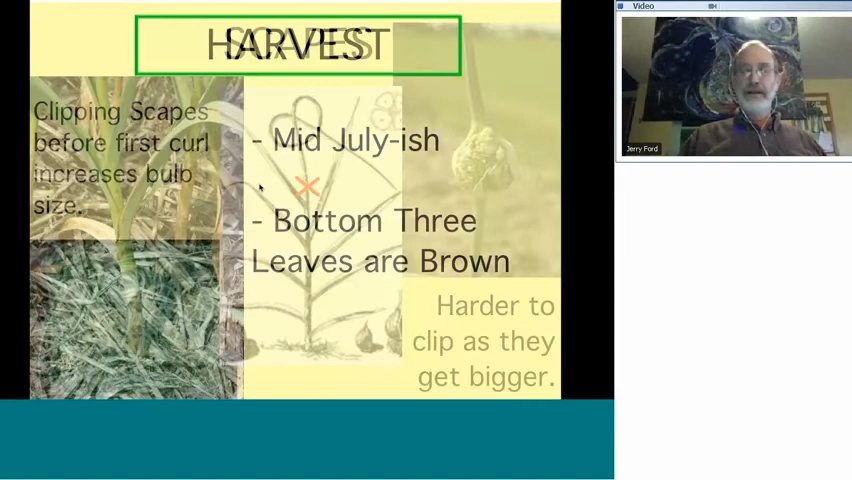 Video
HARVEST
SCAPES
Clipping Scapes
before first curl
increases bulb
size.
- Mid July-ish
- Bottom Three
Leaves are Brown
Harder to
clip as they
get bigger.
Jerry Ford